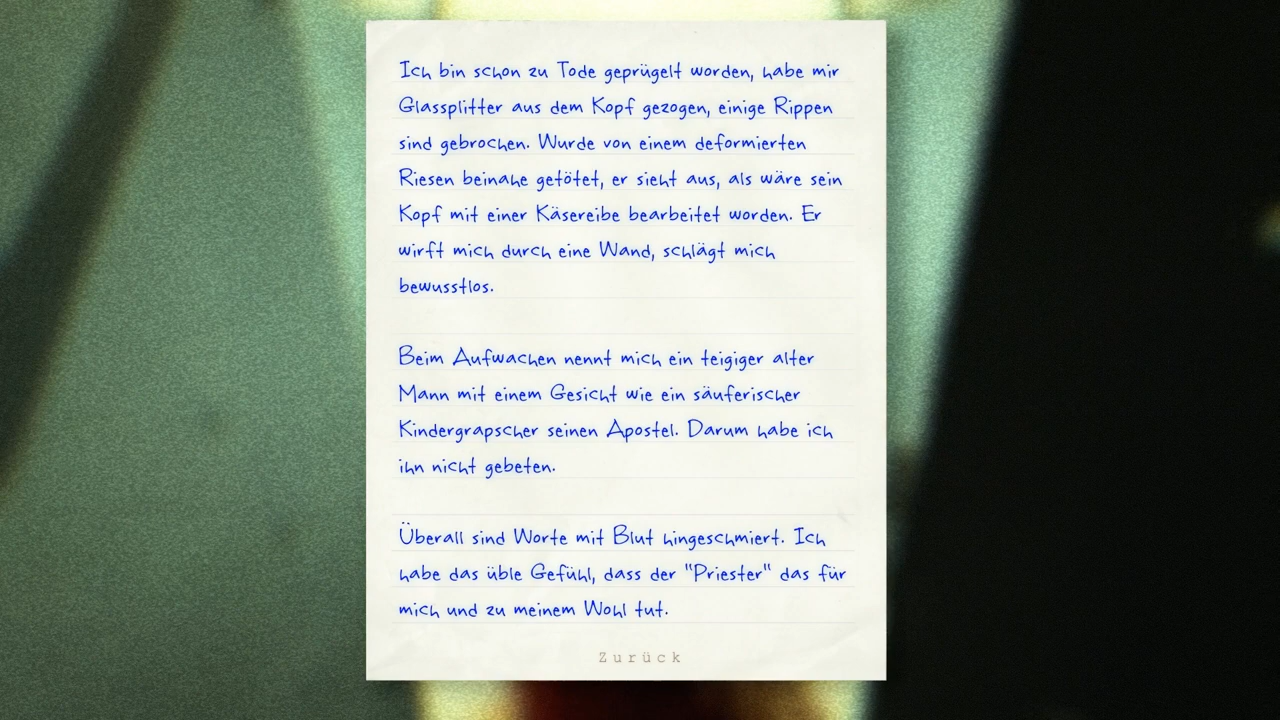 Ich bin schon zu Tode geprügelt worden, habe mir
Glassplitter aus dem Kopf gezogen, einige Rippen
sind gebrochen. Wurde von einem deformierten
Riesen beinahe getötet, er sieht aus, als wäre sein
Kopf mit einer Käsereibe bearbeitet worden. Er
wirft mich durch eine Wand, schlägt mich
bewusstlos.
Beim Aufwachen nennt mich ein teigiger alter
Mann mit einem Gesicht wie ein säuferischer
Kindergrapscher seinen Apostel. Darum habe ich
ihn nicht gebeten.
Überall sind Worte mit Blut hingeschmiert. Ich
habe das üble Gefühl, dass der "Priester" das für
mich und zu meinem Wohl tut.
Zurück